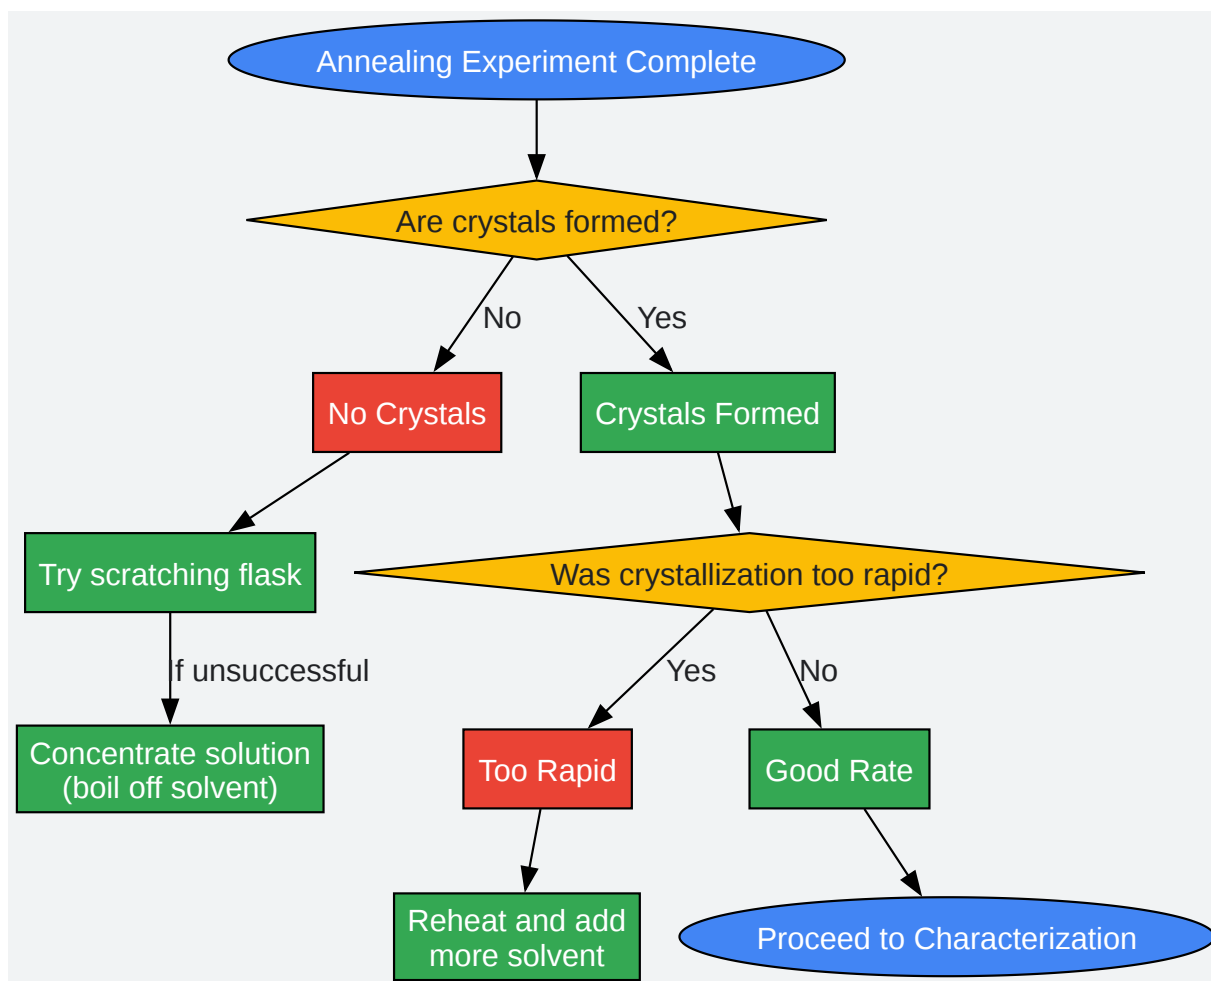 Annealing Experiment Complete
Are crystals formed?
No
Yes
No Crystals
Crystals Formed
Try scratching flask
Was crystallization too rapid?
If unsuccessful
Yes
No
Concentrate solution
(boil off solvent)
Too Rapid
Good Rate
Reheat and add
more solvent
Proceed to Characterization